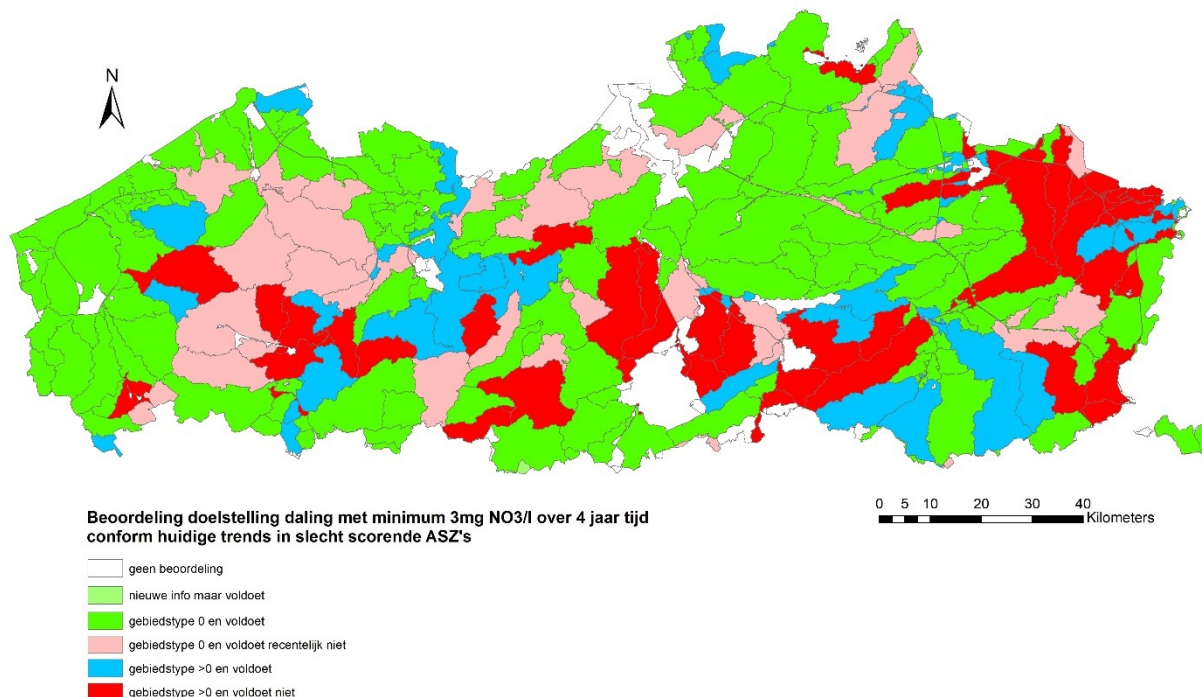 N
0 5 10 20 30 40
Kilometers
Beoordeling doelstelling daling met minimum 3mg NO3/l over 4 jaar tijd
conform huidige trends in slecht scorende ASZ's
geen beoordeling
nieuwe info maar voldoet
gebiedstype 0 en voldoet
gebiedstype 0 en voldoet recentelijk niet
gebiedstype >0 en voldoet
gebiedstype >0 en voldoet niet